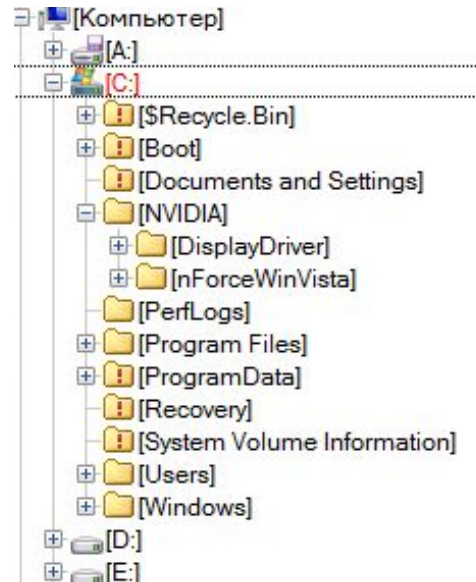 [Компьютер]
[A:]
[C:]
[$Recycle.Bin]
[Boot]
[Documents and Settings]
[NVIDIA]
[DisplayDriver]
[nForceWinVista]
[PerfLogs]
[Program Files]
[ProgramData]
[Recovery]
[System Volume Information]
[Users]
[Windows]
[D:]
[E:]